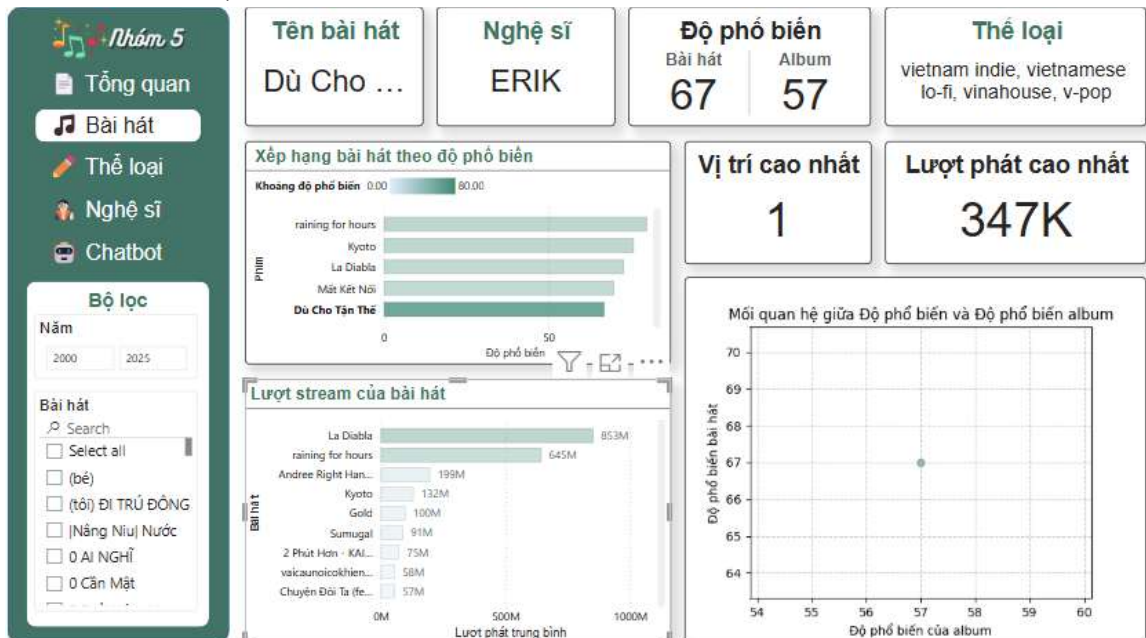 Nhóm 5
Tổng quan
Bài hát
Thể loại
Nghệ sĩ
Chatbot
Bộ lọc
Năm
2000 2025
Bài hát
Search
Select all
(bé)
(tôi) ĐI TRÚ ĐÔNG
|Nâng Niu| Nước
0 AI NGHĨ
0 Cần Mật
Tên bài hát
Dù Cho ...
Nghệ sĩ
ERIK
Độ phổ biến
Bài hát Album
67 57
Thể loại
vietnam indie, vietnamese
lo-fi, vinahouse, v-pop
Xếp hạng bài hát theo độ phổ biến
Khoảng độ phổ biến 0.00 80.00
Phim
raining for hours
Kyoto
La Diabla
Mất Kết Nối
Dù Cho Tận Thế
0 50
Độ phổ biến
Vị trí cao nhất
1
Lượt phát cao nhất
347K
Lượt stream của bài hát
Bài hát
La Diabla 853M
raining for hours 645M
Andree Right Han... 199M
Kyoto 132M
Gold 100M
Sumugal 91M
2 Phút Hơn - KAI... 75M
vaicaunoicokhien... 58M
Chuyện Đôi Ta (fe... 57M
0M 500M 1000M
Lượt phát trung bình
Mối quan hệ giữa Độ phổ biến và Độ phổ biến album
Độ phổ biến bài hát
70
69
68
67
66
65
64
54 55 56 57 58 59 60
Độ phổ biến của album